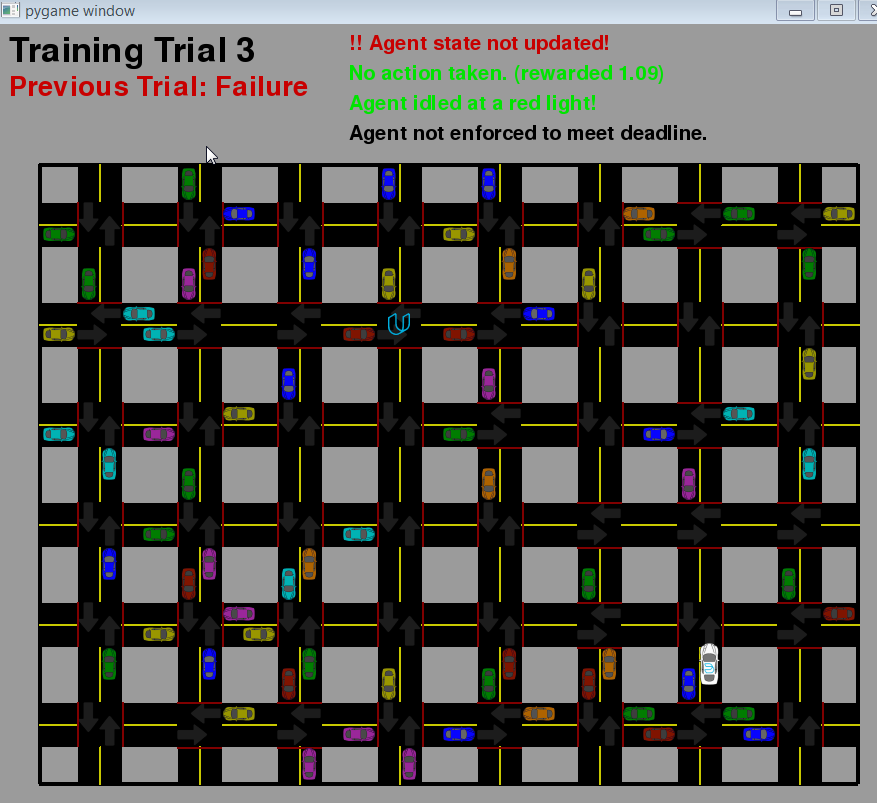 pygame window
Training Trial 3
Previous Trial: Failure
!! Agent state not updated!
No action taken. (rewarded 1.09)
Agent idled at a red light!
Agent not enforced to meet deadline.